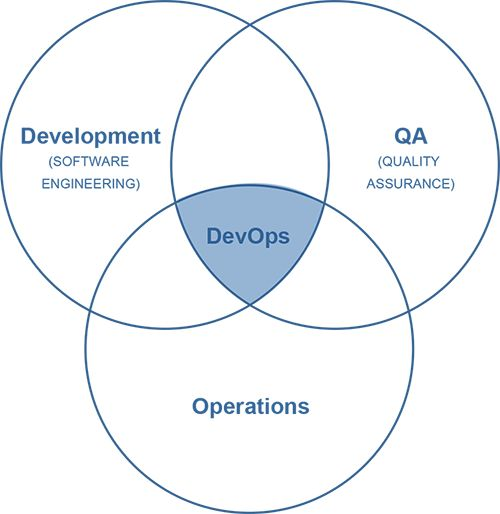 Development
(SOFTWARE
ENGINEERING)
QA
(QUALITY
ASSURANCE)
DevOps
Operations